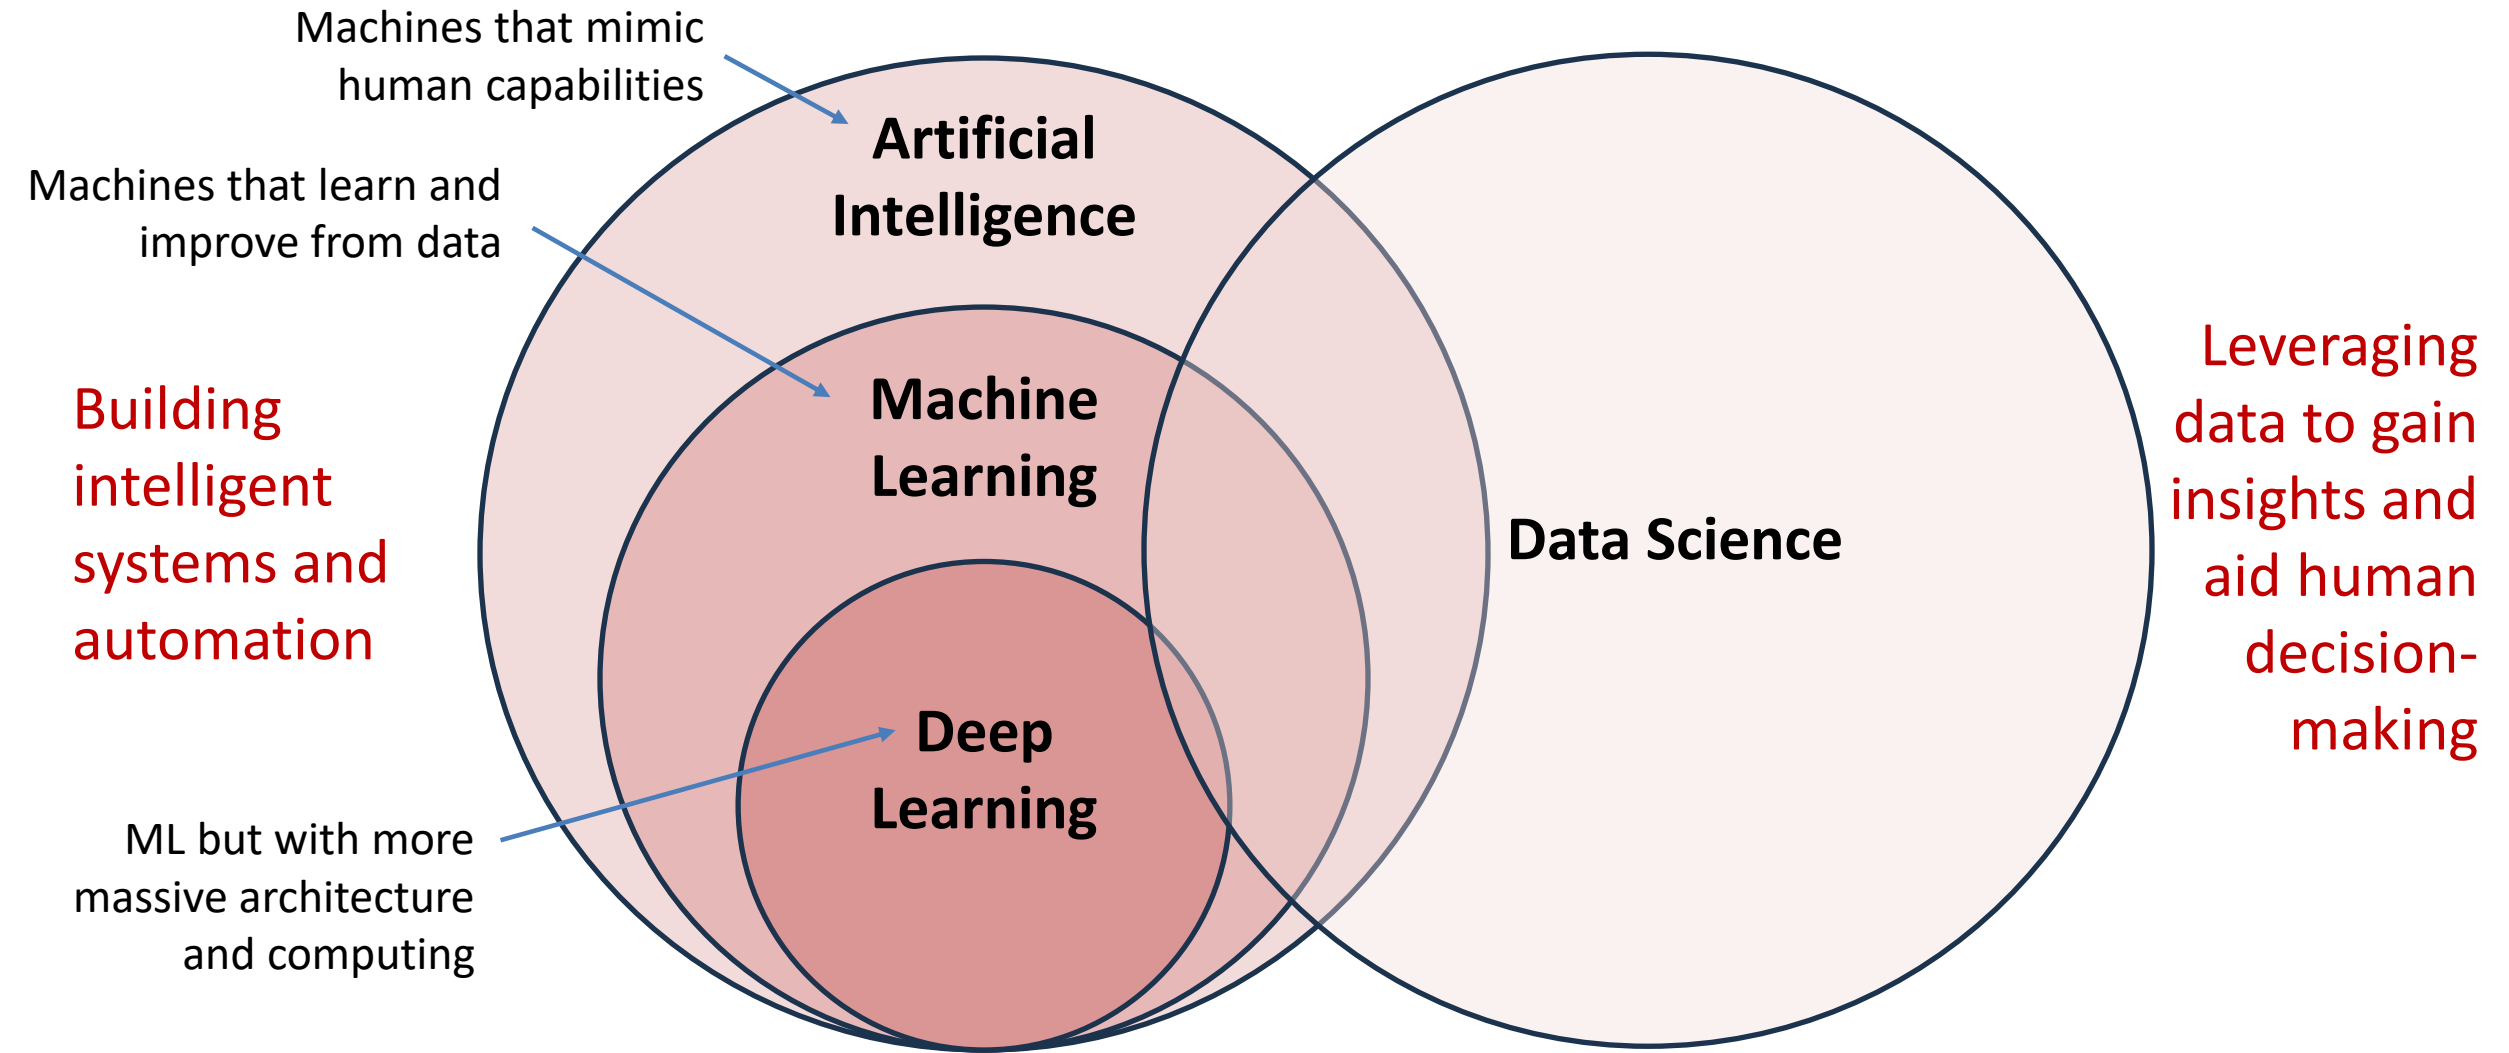 Machines that mimic
human capabilities
Artificial
Intelligence
Machines that learn and
improve from data
Machine
Learning
Building
intelligent
systems and
automation
Deep
Learning
ML but with more
massive architecture
and computing
Data Science
Leveraging
data to gain
insights and
aid human
decision-
making